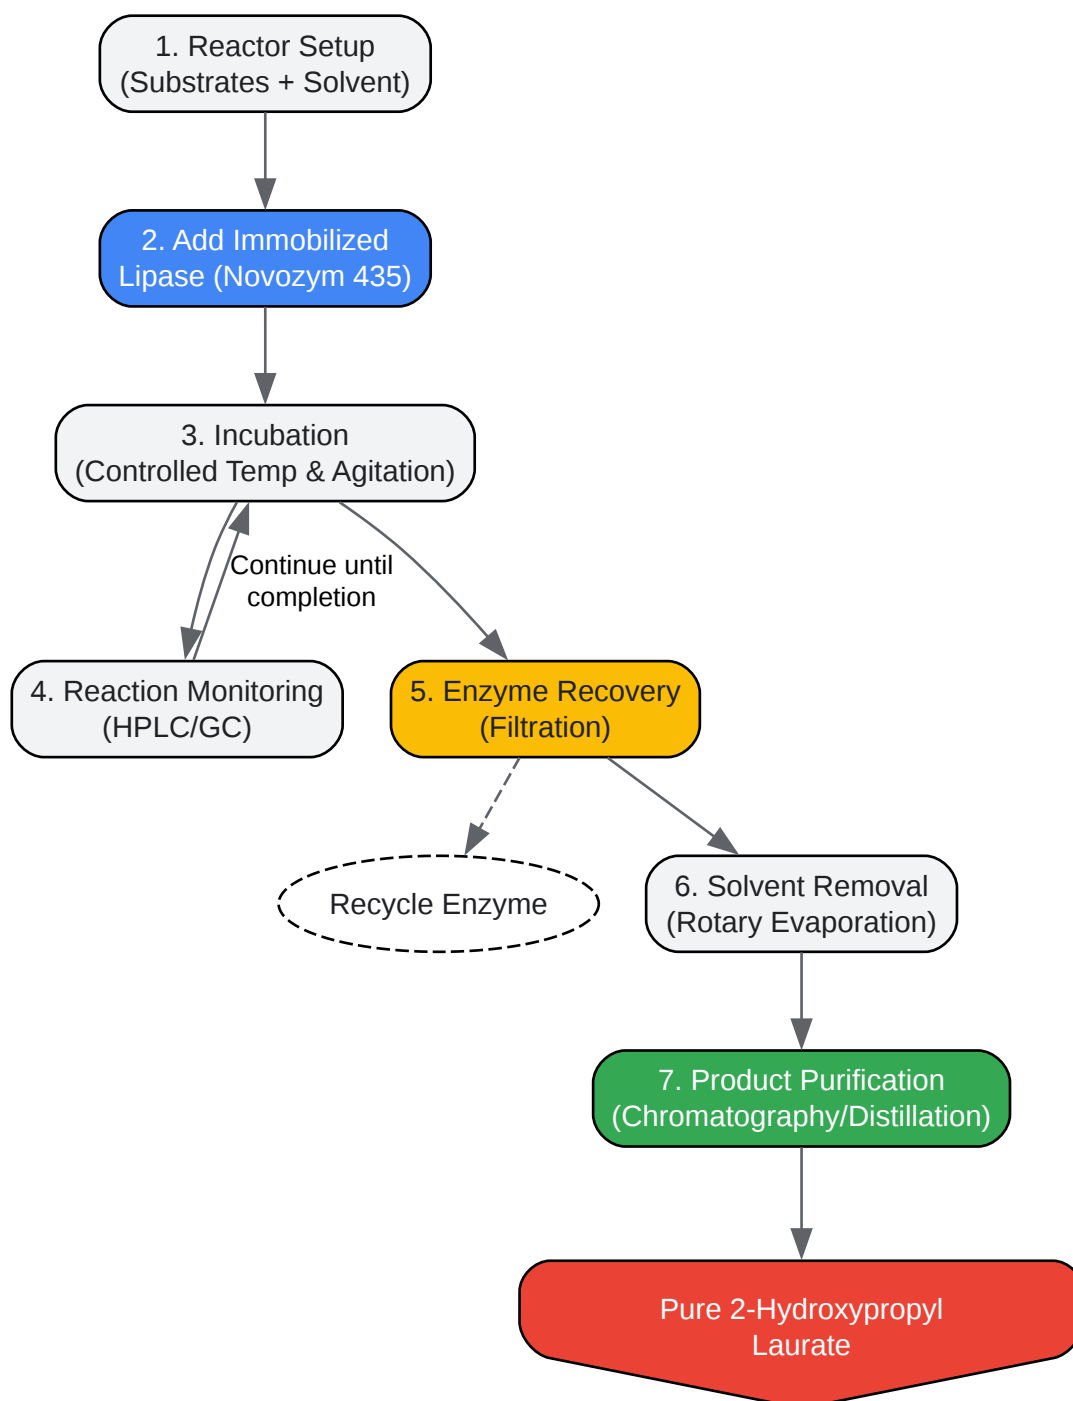 1. Reactor Setup
(Substrates + Solvent)
2. Add Immobilized
Lipase (Novozym 435)
3. Incubation
(Controlled Temp & Agitation)
Continue until
completion
4. Reaction Monitoring
(HPLC/GC)
5. Enzyme Recovery
(Filtration)
Recycle Enzyme
6. Solvent Removal
(Rotary Evaporation)
7. Product Purification
(Chromatography/Distillation)
Pure 2-Hydroxypropyl
Laurate